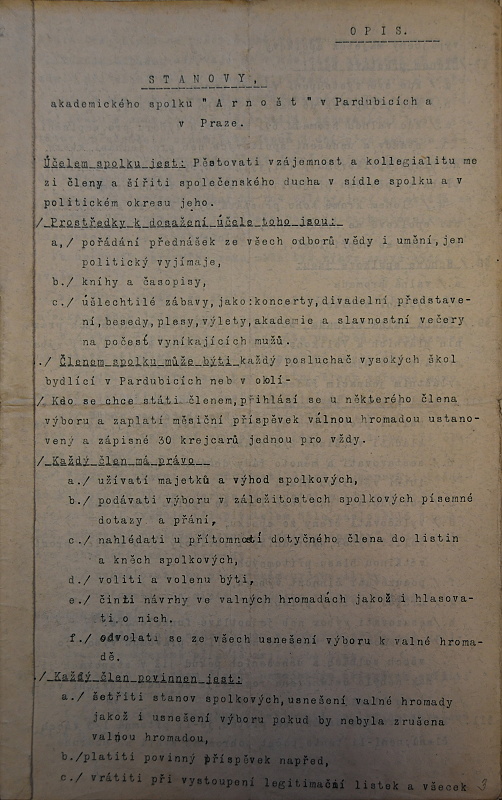 O P I S.
S T A N O V Y,
akademického spolku " A r n o š t " v Pardubicích a
v Praze.
Účelem spolku jest: Pěstovati vzájemnost a kollegialitu me
zi členy a šířiti společenského ducha v sídle spolku a v
politickém okresu jeho.
/ Prostředky k dosažení účele toho jsou:
a,/ pořádání přednášek ze všech odborů vědy i umění,jen
politický vyjímaje,
b./ knihy a časopisy,
c./ ušlechtilé zábavy,jako:koncerty,divadelní představe-
ní,besedy,plesy,výlety,akademie a slavnostní večery
na počest vynikajících mužů.
./ Členem spolku může býti každý posluchač vysokých škol
bydlící v Pardubicích neb v okolí-
/ Kdo se chce státi členem,přihlásí se u některého člena
výboru a zaplatí měsíční příspěvek válnou hromadou ustano-
vený a zápisné 30 krejcarů jednou pro vždy.
/ Každý člen má právo
a./ užívati majetků a výhod spolkových,
b./ podávati výboru v záležitostech spolkových písemné
dotazy a přání,
c./ nahlédati u přítomnosti dotyčného člena do listin
a kněch spolkových,
d./ voliti a volenu býti,
e./ činti návrhy ve valných hromadách jakož i hlasova-
ti o nich.
f./ odvolati se ze všech usnešení výboru k valné hroma-
dě.
./ Každý člen povinnen jest:
a./ šetřiti stanov spolkových,usnešení valné hromady
jakož i usnešení výboru pokud by nebyla zrušena
valnou hromadou,
b./platiti povinný příspěvek napřed,
c./ vrátiti při vystoupení legitimační lístek a všecek 3